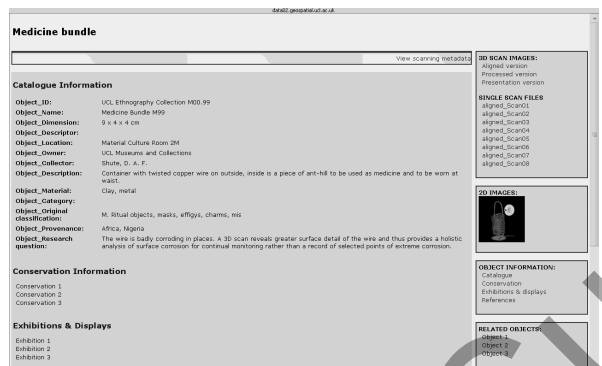 data82.geospatial.ucl.ac.uk
Medicine bundle
View scanning metadata
Catalogue Information
Object_ID: UCL Ethnography Collection M00.99
Object_Name: Medicine Bundle M99
Object_Dimension: 9 x 4 x 4 cm
Object_Descriptor:
Object_Location: Material Culture Room 2M
Object_Owner: UCL Museums and Collections
Object_Collector: Shute, D. A. F.
Object_Description: Container with twisted copper wire on outside, inside is a piece of ant-hill to be used as medicine and to be worn at
waist.
Object_Material: Clay, metal
Object_Category:
Object_Original
classification: M. Ritual objects, masks, effigys, charms, mis
Object_Provenance: Africa, Nigeria
Object_Research
question: The wire is badly corroding in places. A 3D scan reveals greater surface detail of the wire and thus provides a holistic
analysis of surface corrosion for continual monitoring rather than a record of selected points of extreme corrosion.
Conservation Information
Conservation 1
Conservation 2
Conservation 3
Exhibitions & Displays
Exhibition 1
Exhibition 2
Exhibition 3
3D SCAN IMAGES:
Aligned version
Processed version
Presentation version
SINGLE SCAN FILES
aligned_Scan01
aligned_Scan02
aligned_Scan03
aligned_Scan04
aligned_Scan05
aligned_Scan06
aligned_Scan07
aligned_Scan08
2D IMAGES:
OBJECT INFORMATION:
Catalogue
Conservation
Exhibitions & displays
References
RELATED OBJECTS:
Object 1
Object 2
Object 3